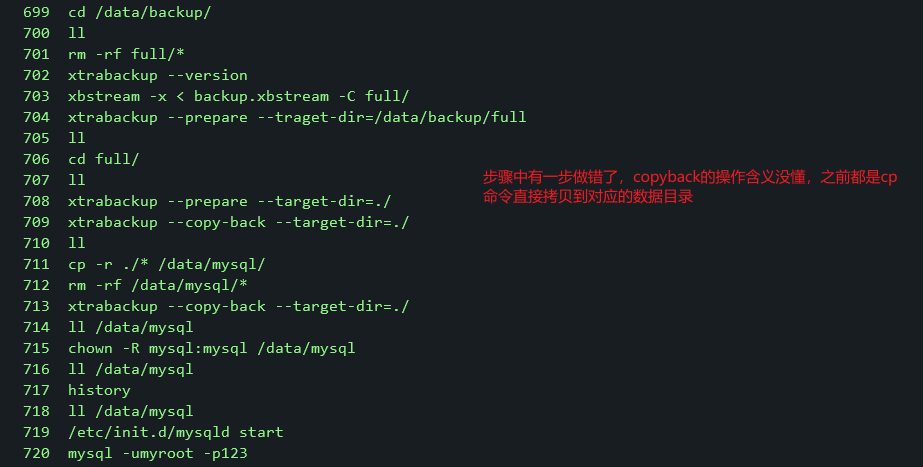 699 cd /data/backup/
700 ll
701 rm -rf full/*
702 xtrabackup --version
703 xbstream -x < backup.xbstream -C full/
704 xtrabackup --prepare --traget-dir=/data/backup/full
705 ll
706 cd full/
707 ll
步骤中有一步做错了，copyback的操作含义没懂，之前都是cp
命令直接拷贝到对应的数据目录
708 xtrabackup --prepare --target-dir=./
709 xtrabackup --copy-back --target-dir=./
710 ll
711 cp -r ./* /data/mysql/
712 rm -rf /data/mysql/*
713 xtrabackup --copy-back --target-dir=./
714 ll /data/mysql
715 chown -R mysql:mysql /data/mysql
716 ll /data/mysql
717 history
718 ll /data/mysql
719 /etc/init.d/mysqld start
720 mysql -umyroot -p123